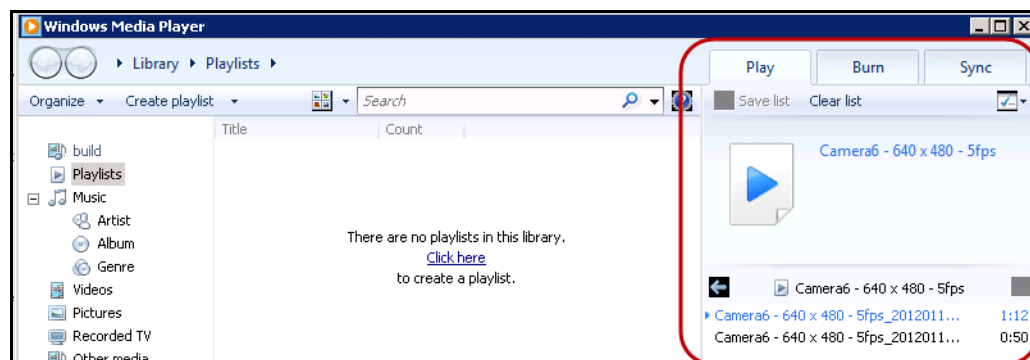 Windows Media Player
Library Playlists
Play Burn Sync
Organize Create playlist Search Save list Clear list
Title Count
build
Playlists
Music
Artist
Album
Genre
Videos
Pictures
Recorded TV
Other media
There are no playlists in this library.
Click here
to create a playlist.
Camera6 - 640 x 480 - 5fps
Camera6 - 640 x 480 - 5fps
Camera6 - 640 x 480 - 5fps_2012011... 1:12
Camera6 - 640 x 480 - 5fps_2012011... 0:50